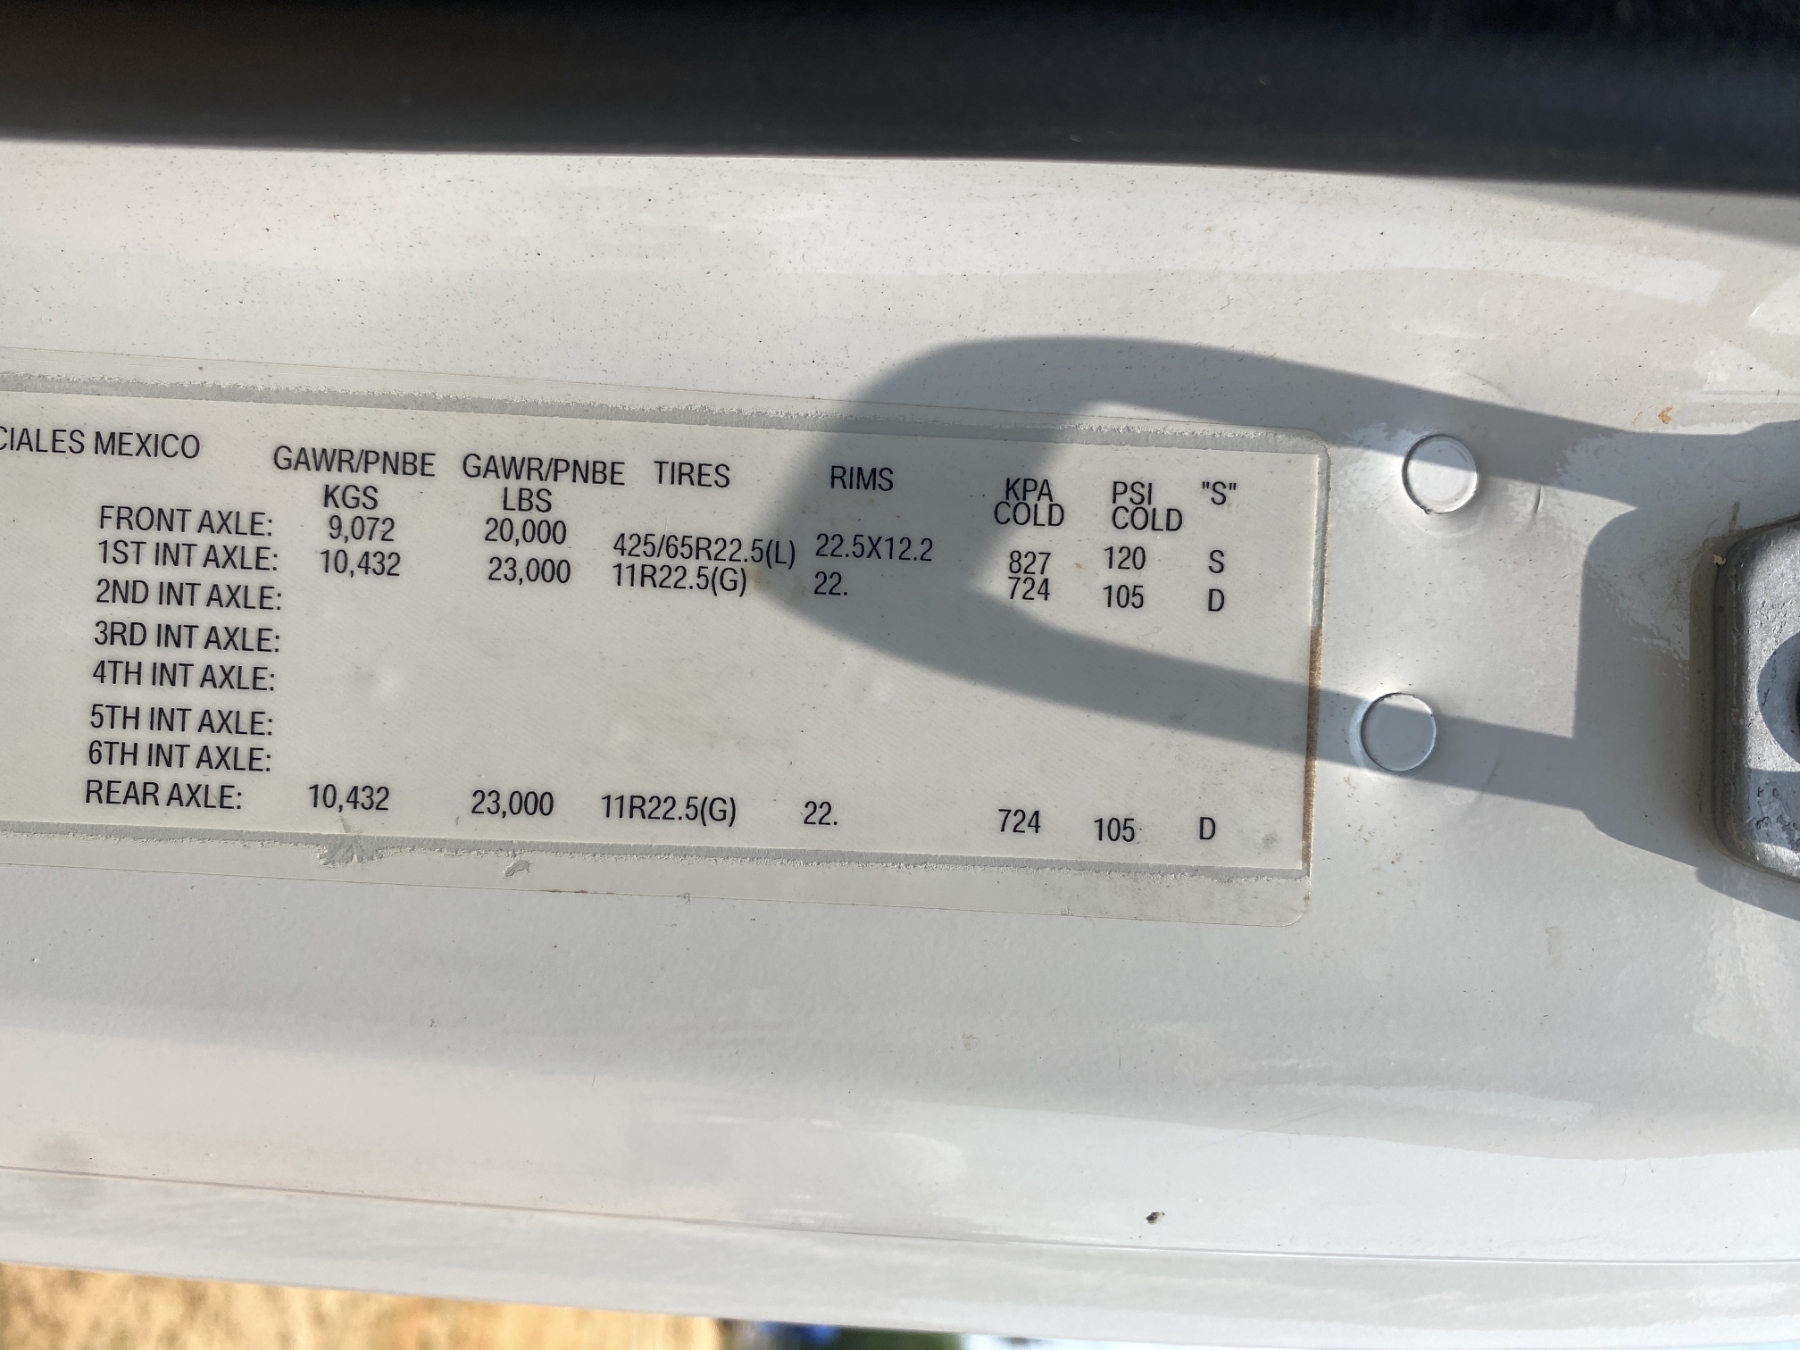 CIALES MEXICO
GAWR/PNBE KGS GAWR/PNBE LBS TIRES RIMS KPA COLD PSI COLD "S"
FRONT AXLE: 9,072 20,000 425/65R22.5(L) 22.5X12.2 827 120 S
1ST INT AXLE: 10,432 23,000 11R22.5(G) 22. 724 105 D
2ND INT AXLE:
3RD INT AXLE:
4TH INT AXLE:
5TH INT AXLE:
6TH INT AXLE:
REAR AXLE: 10,432 23,000 11R22.5(G) 22. 724 105 D